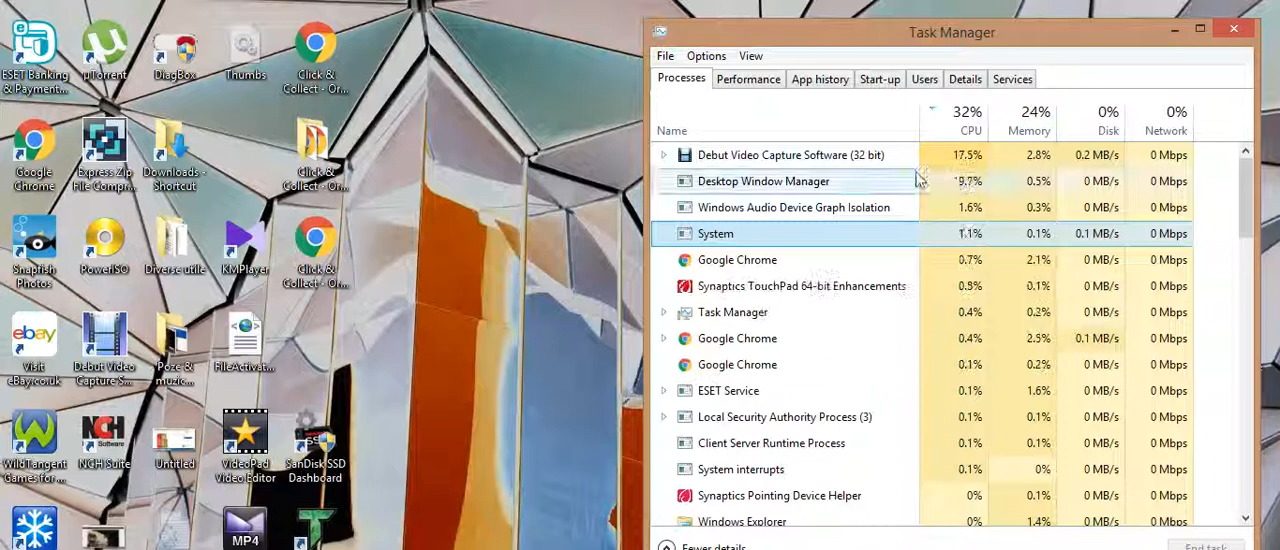 ESET Banking
& Payment...
µTorrent
DiagBox
Thumbs
Click &
Collect - Or...
Google
Chrome
Express Zip
File Compr...
Downloads -
Shortcut
Click &
Collect - Or...
Snapfish
Photos
PowerISO
Diverse utile
KMPlayer
Click &
Collect - Or...
ebay
Visit
eBay.co.uk
Debut Video
Capture S...
Poze &
muzic...
FileActivat...
WildTangent
Games for...
NCH
Software
NCH Suite
Untitled
VideoPad
Video Editor
SanDisk SSD
Dashboard
MP4
Task Manager
File Options View
Processes Performance App history Start-up Users Details Services
32% 24% 0% 0%
Name CPU Memory Disk Network
Debut Video Capture Software (32 bit) 17.5% 2.8% 0.2 MB/s 0 Mbps
Desktop Window Manager 0.5% 0 MB/s 0 Mbps
Windows Audio Device Graph Isolation 1.6% 0.3% 0 MB/s 0 Mbps
System 1.1% 0.1% 0.1 MB/s 0 Mbps
Google Chrome 0.7% 2.1% 0 MB/s 0 Mbps
Synaptics TouchPad 64-bit Enhancements 0.1% 0 MB/s 0 Mbps
Task Manager 0.4% 0.2% 0 MB/s 0 Mbps
Google Chrome 0.4% 2.5% 0.1 MB/s 0 Mbps
Google Chrome 0.1% 0.2% 0 MB/s 0 Mbps
ESET Service 0.1% 1.6% 0 MB/s 0 Mbps
Local Security Authority Process (3) 0.1% 0.1% 0 MB/s 0 Mbps
Client Server Runtime Process 0.1% 0.1% 0 MB/s 0 Mbps
System interrupts 0.1% 0% 0 MB/s 0 Mbps
Synaptics Pointing Device Helper 0% 0.1% 0 MB/s 0 Mbps
Windows Explorer 0% 1.4% 0 MB/s 0 Mbps
Fewer details End task